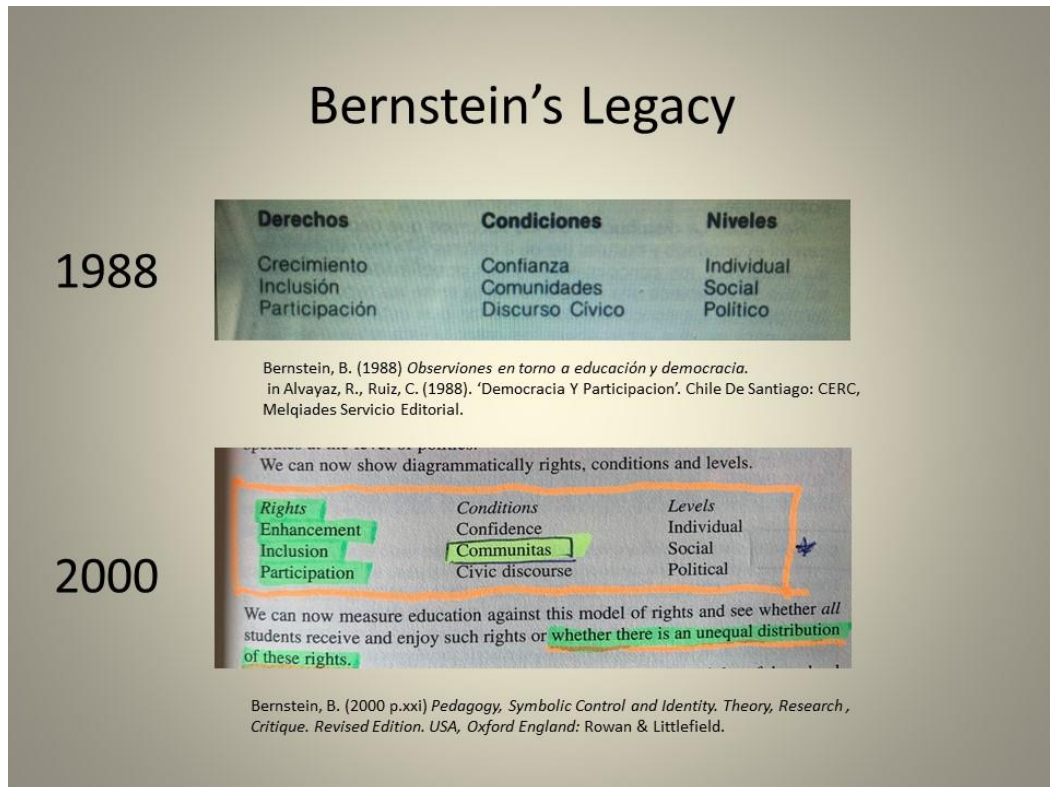 Bernstein's Legacy
1988
Derechos Condiciones Niveles
Crecimiento Confianza Individual
Inclusión Comunidades Social
Participación Discurso Cívico Político
Bernstein, B. (1988) Observiones en torno a educación y democracia.
in Alvayaz, R., Ruiz, C. (1988). ‘Democracia Y Participacion’. Chile De Santiago: CERC,
Melqiades Servicio Editorial.
2000
We can now show diagrammatically rights, conditions and levels.
Rights Conditions Levels
Enhancement Confidence Individual
Inclusion Communitas Social
Participation Civic discourse Political
We can now measure education against this model of rights and see whether all
students receive and enjoy such rights or whether there is an unequal distribution
of these rights.
Bernstein, B. (2000 p.xxi) Pedagogy, Symbolic Control and Identity. Theory, Research ,
Critique. Revised Edition. USA, Oxford England: Rowan & Littlefield.